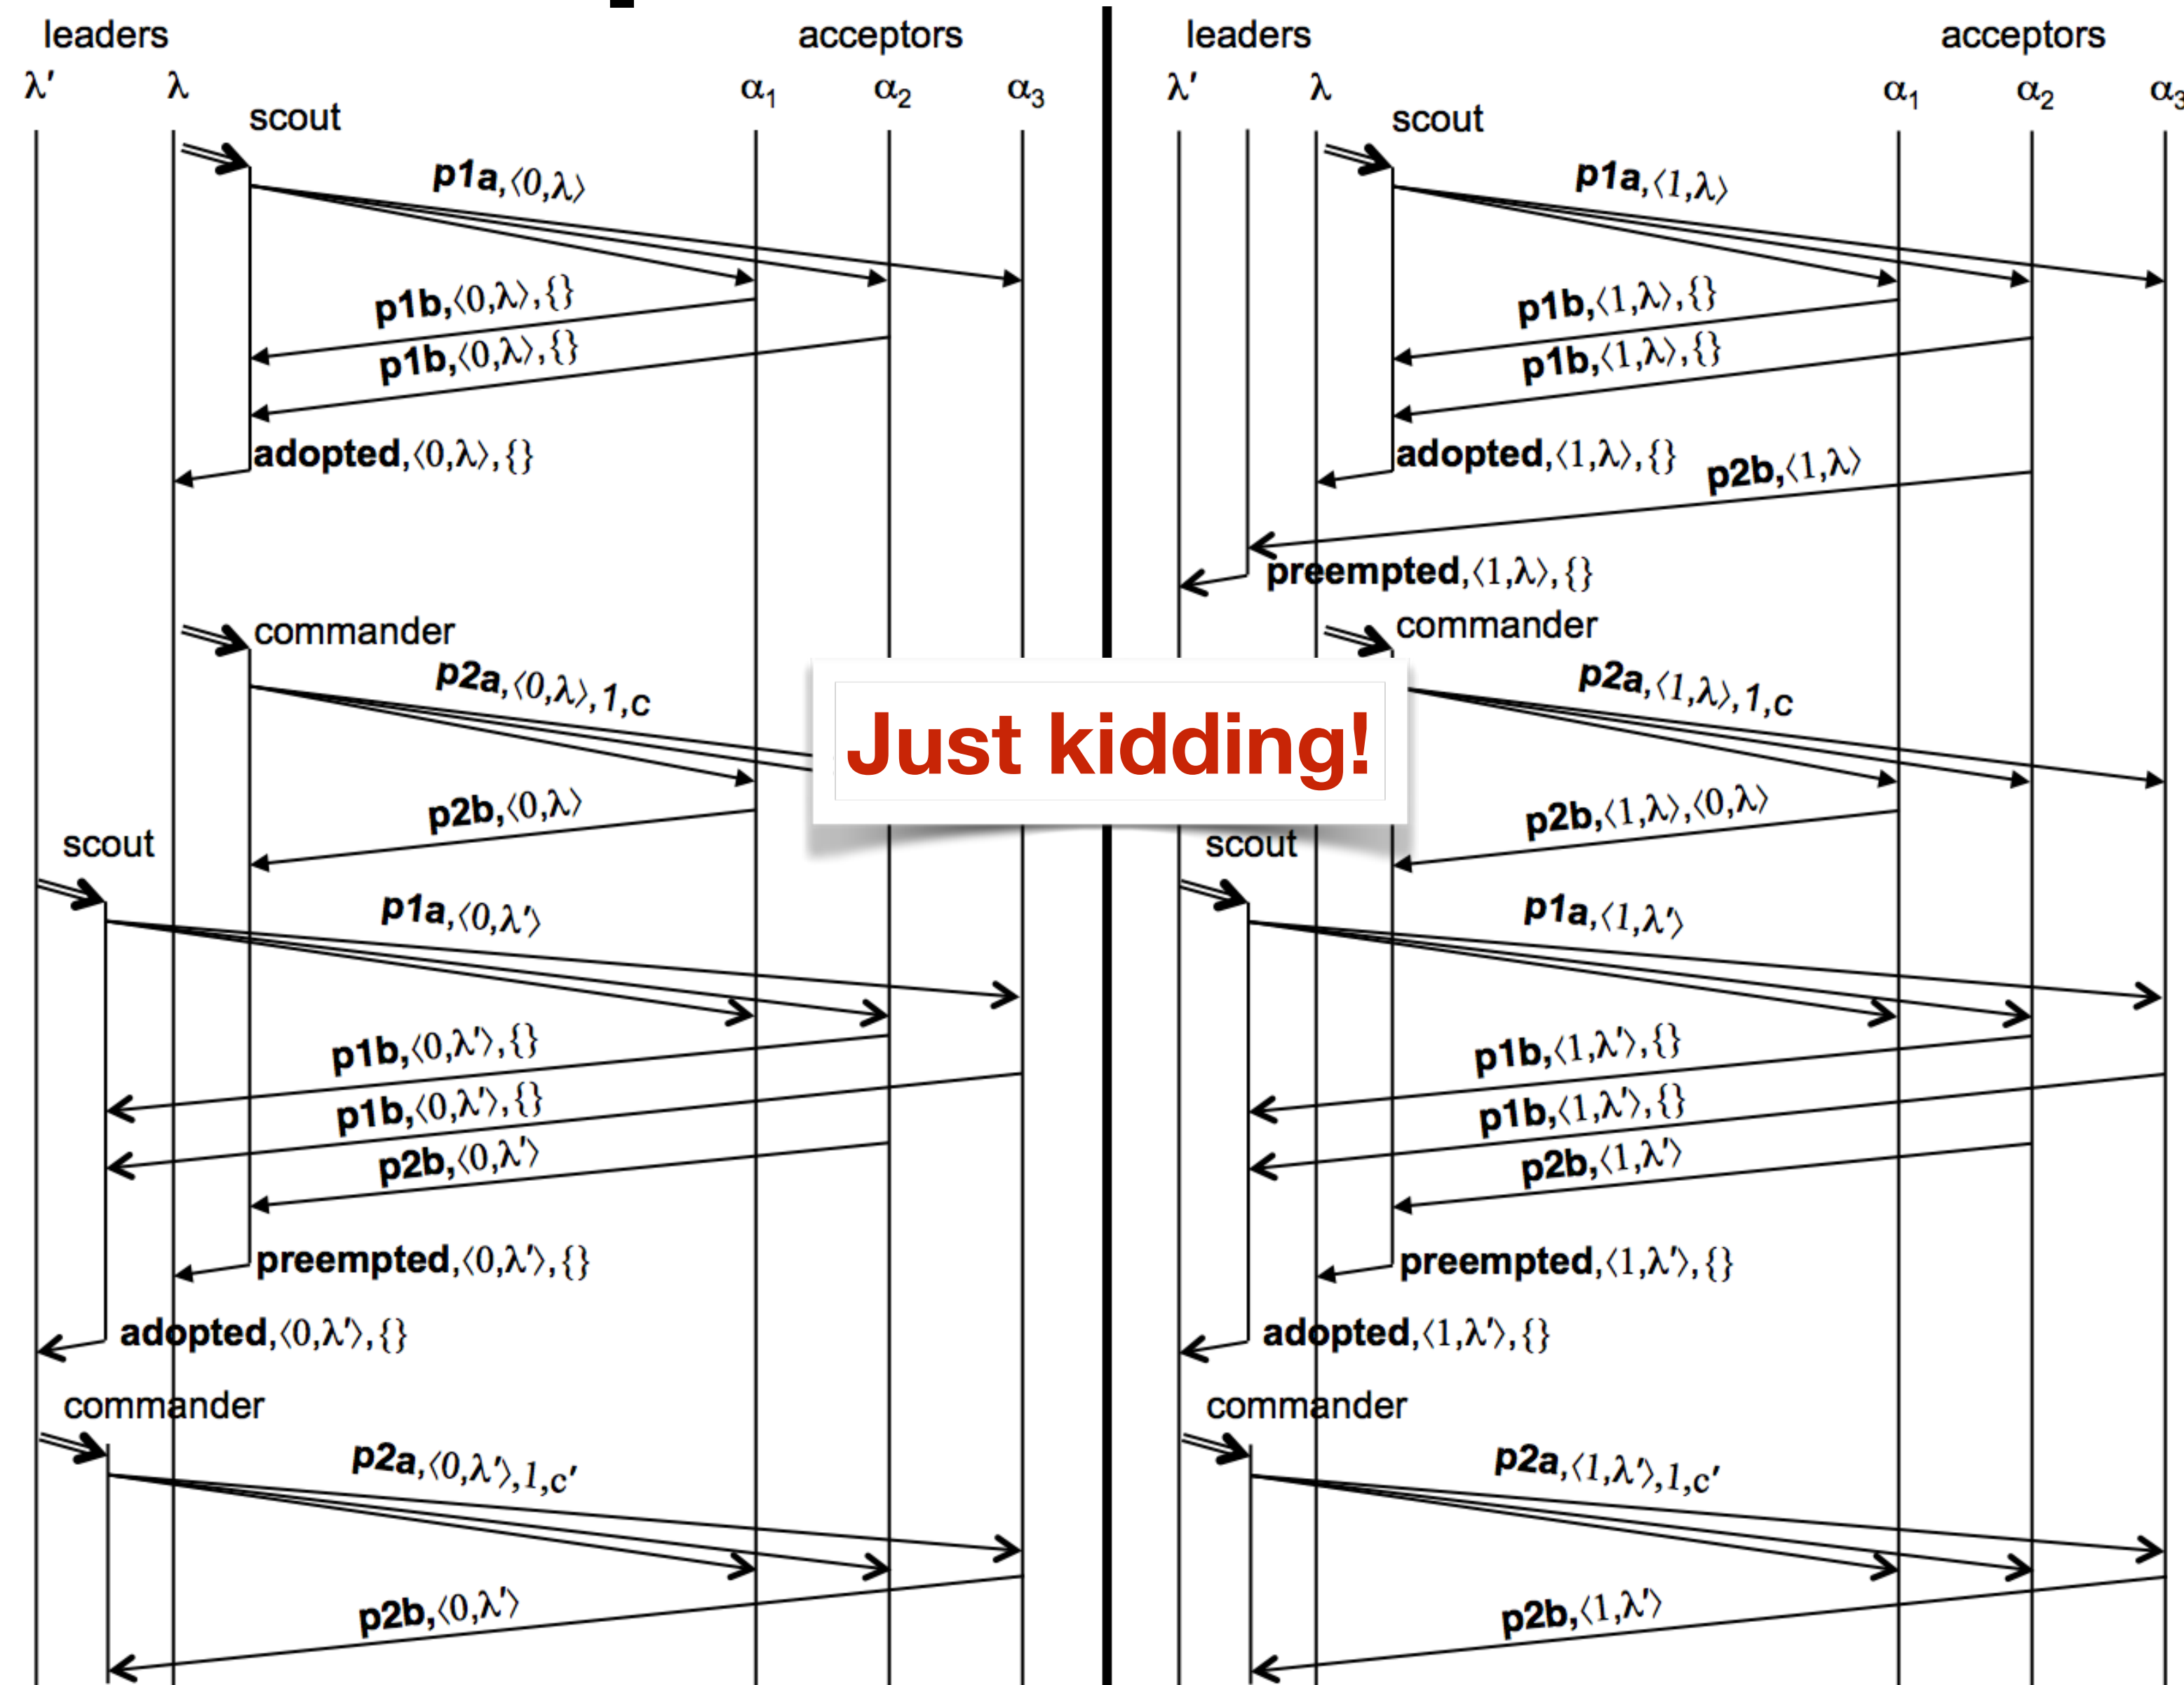 leaders
acceptors
λ′
λ
α1
α2
α3
scout
p1a,⟨0,λ⟩
p1b,⟨0,λ⟩,{}
p1b,⟨0,λ⟩,{}
adopted,⟨0,λ⟩,{}
commander
p2a,⟨0,λ⟩,1,c
p2b,⟨0,λ⟩
scout
p1a,⟨0,λ′⟩
p1b,⟨0,λ′⟩,{}
p1b,⟨0,λ′⟩,{}
p2b,⟨0,λ′⟩
preempted,⟨0,λ′⟩,{}
adopted,⟨0,λ′⟩,{}
commander
p2a,⟨0,λ′⟩,1,c′
p2b,⟨0,λ′⟩
Just kidding!
leaders
acceptors
λ′
λ
α1
α2
α3
scout
p1a,⟨1,λ⟩
p1b,⟨1,λ⟩,{}
p1b,⟨1,λ⟩,{}
adopted,⟨1,λ⟩,{}
p2b,⟨1,λ⟩
preempted,⟨1,λ⟩,{}
commander
p2a,⟨1,λ⟩,1,c
p2b,⟨1,λ⟩,⟨0,λ⟩
scout
p1a,⟨1,λ′⟩
p1b,⟨1,λ′⟩,{}
p1b,⟨1,λ′⟩,{}
p2b,⟨1,λ′⟩
preempted,⟨1,λ′⟩,{}
adopted,⟨1,λ′⟩,{}
commander
p2a,⟨1,λ′⟩,1,c′
p2b,⟨1,λ′⟩